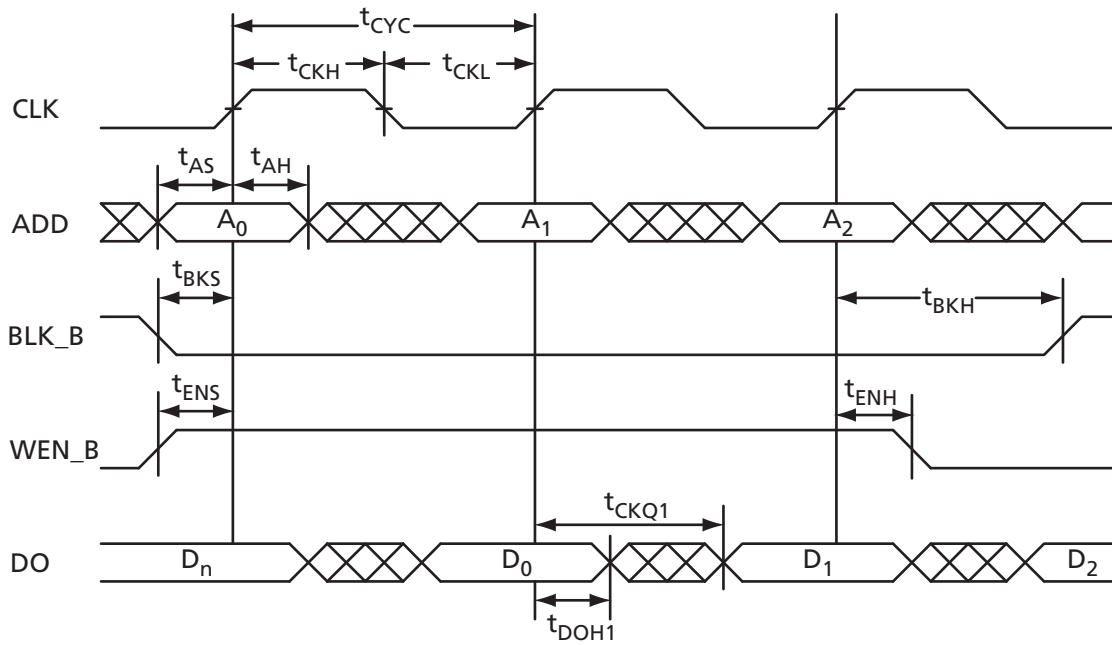 tCYC
tCKH tCKL
CLK
tAS tAH
ADD A0 A1 A2
tBKS tBKH
BLK_B
tENS tENH
WEN_B
tCKQ1
DO Dn D0 D1 D2
tDOH1